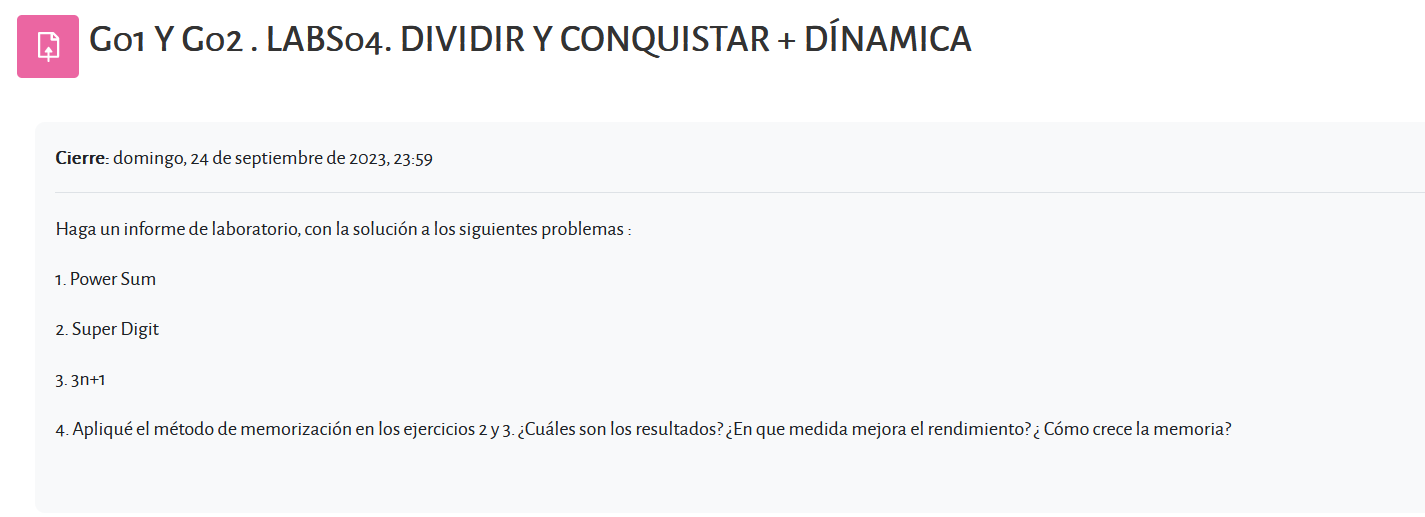 G01 Y G02 . LABS04. DIVIDIR Y CONQUISTAR + DÍNAMICA
Cierre: domingo, 24 de septiembre de 2023, 23:59
Haga un informe de laboratorio, con la solución a los siguientes problemas :
1. Power Sum
2. Super Digit
3. 3n+1
4. Apliqué el método de memorización en los ejercicios 2 y 3. ¿Cuáles son los resultados? ¿En que medida mejora el rendimiento? ¿ Cómo crece la memoria?